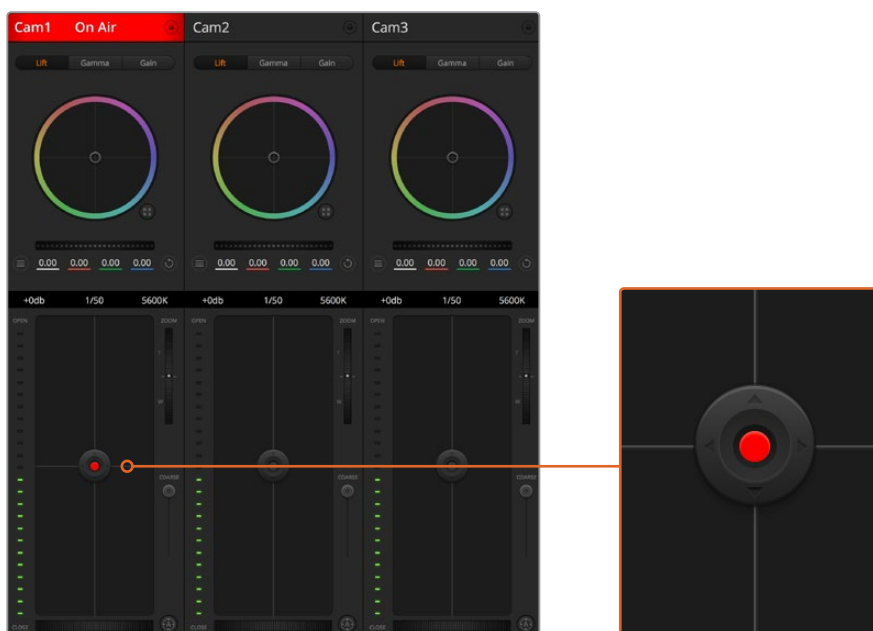 Cam1 On Air Cam2 Cam3
Lift Gamma Gain Lift Gamma Gain Lift Gamma Gain
0.00 0.00 0.00 0.00 0.00 0.00 0.00 0.00 0.00 0.00 0.00 0.00
+0db 1/50 5600K +0db 1/50 5600K +0db 1/50 5600K
OPEN ZOOM OPEN ZOOM OPEN ZOOM
T T T
W W W
COARSE COARSE COARSE
CLOSE CLOSE CLOSE